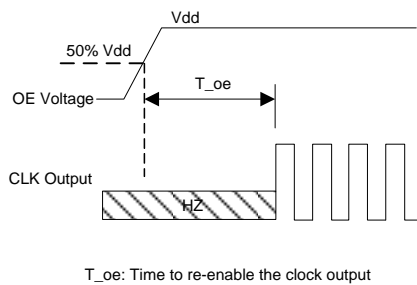 Vdd
50% Vdd
T_oe
OE Voltage
CLK Output
HZ
T_oe: Time to re-enable the clock output